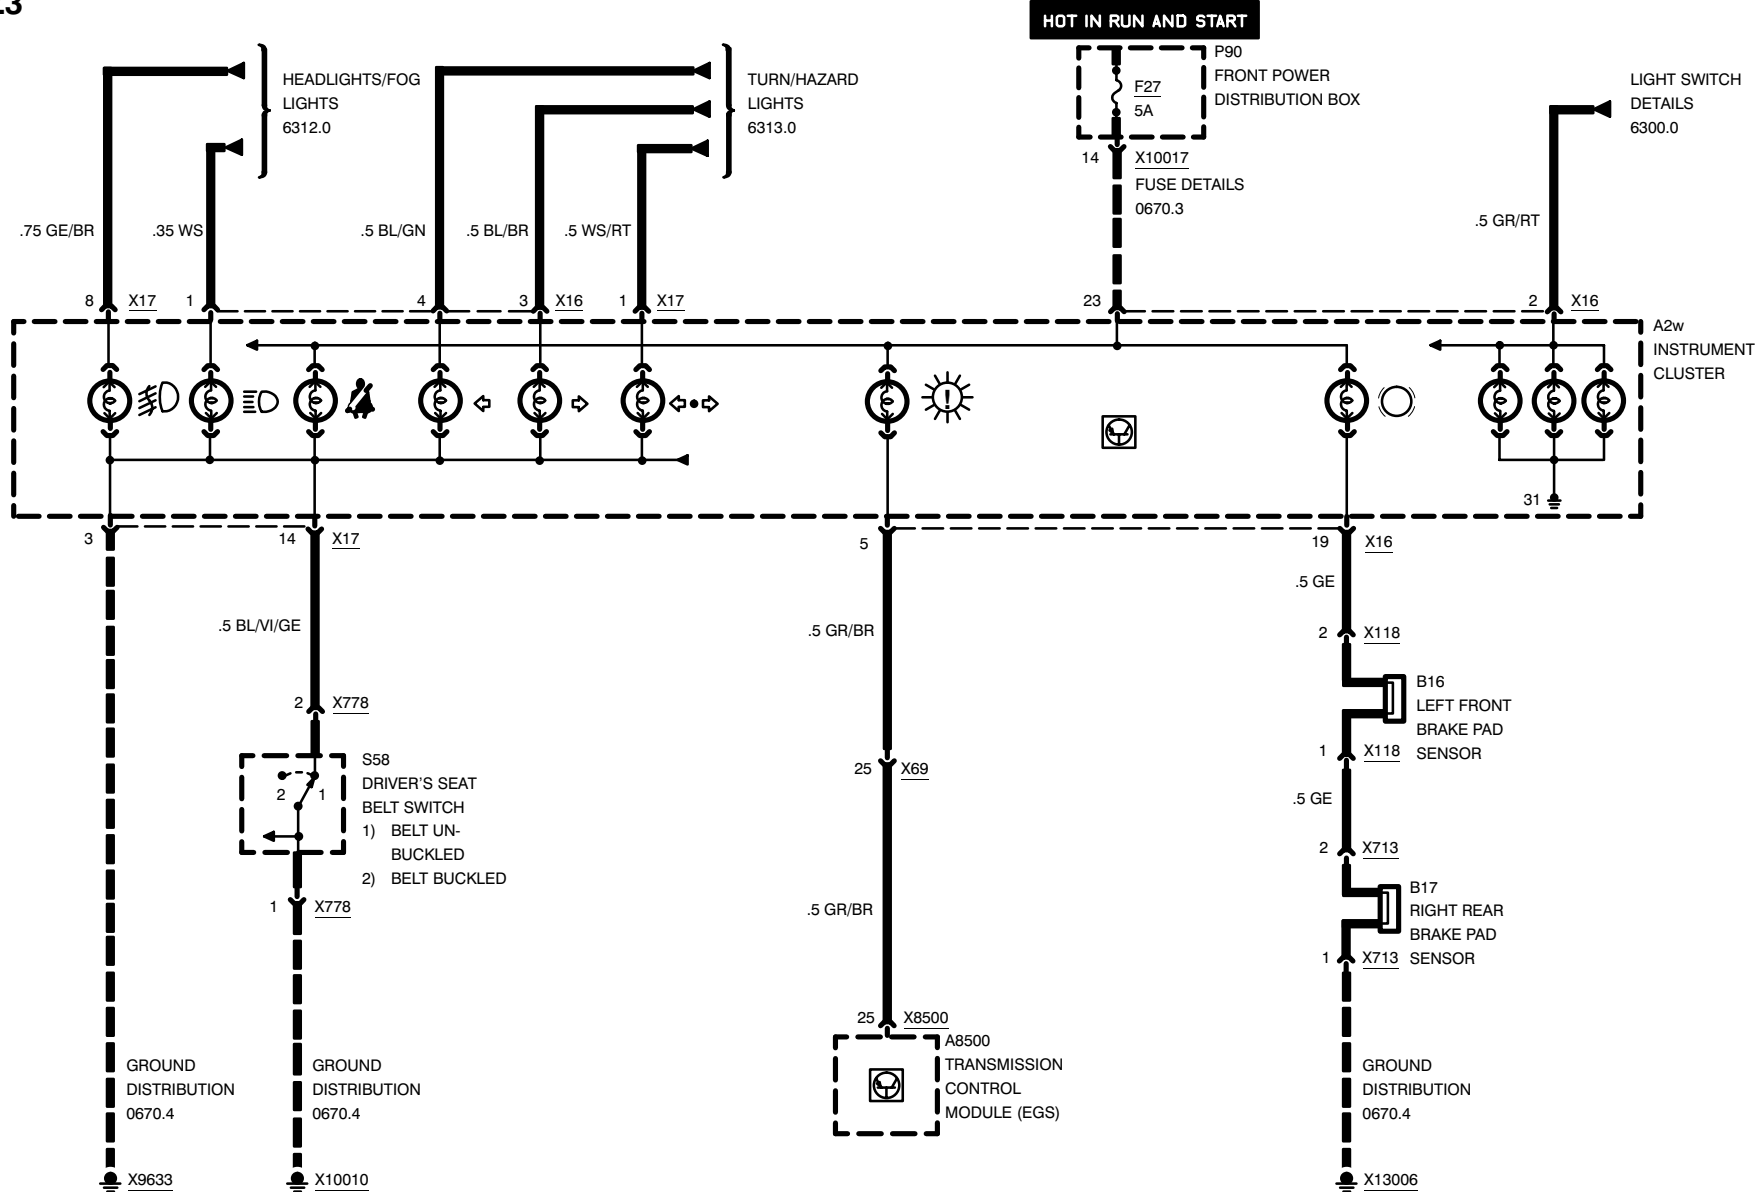 HOT IN RUN AND START
HEADLIGHTS/FOG
LIGHTS
6312.0
TURN/HAZARD
LIGHTS
6313.0
P90
FRONT POWER
DISTRIBUTION BOX
F27
5A
14 X10017
FUSE DETAILS
0670.3
LIGHT SWITCH
DETAILS
6300.0
.75 GE/BR
.35 WS
.5 BL/GN
.5 BL/BR
.5 WS/RT
.5 GR/RT
8 X17 1 4 3 X16 1 X17 23 2 X16
A2w
INSTRUMENT
CLUSTER
!
31
3 14 X17 5 19 X16
.5 GE
.5 BL/VI/GE
.5 GR/BR
2 X118
B16
LEFT FRONT
BRAKE PAD
SENSOR
1 X118
2 X778
S58
DRIVER'S SEAT
BELT SWITCH
1) BELT UN-
BUCKLED
2) BELT BUCKLED
2 1
1 X778
25 X69
.5 GE
2 X713
B17
RIGHT REAR
BRAKE PAD
SENSOR
1 X713
.5 GR/BR
25 X8500
A8500
TRANSMISSION
CONTROL
MODULE (EGS)
GROUND
DISTRIBUTION
0670.4
GROUND
DISTRIBUTION
0670.4
GROUND
DISTRIBUTION
0670.4
X9633
X10010
X13006